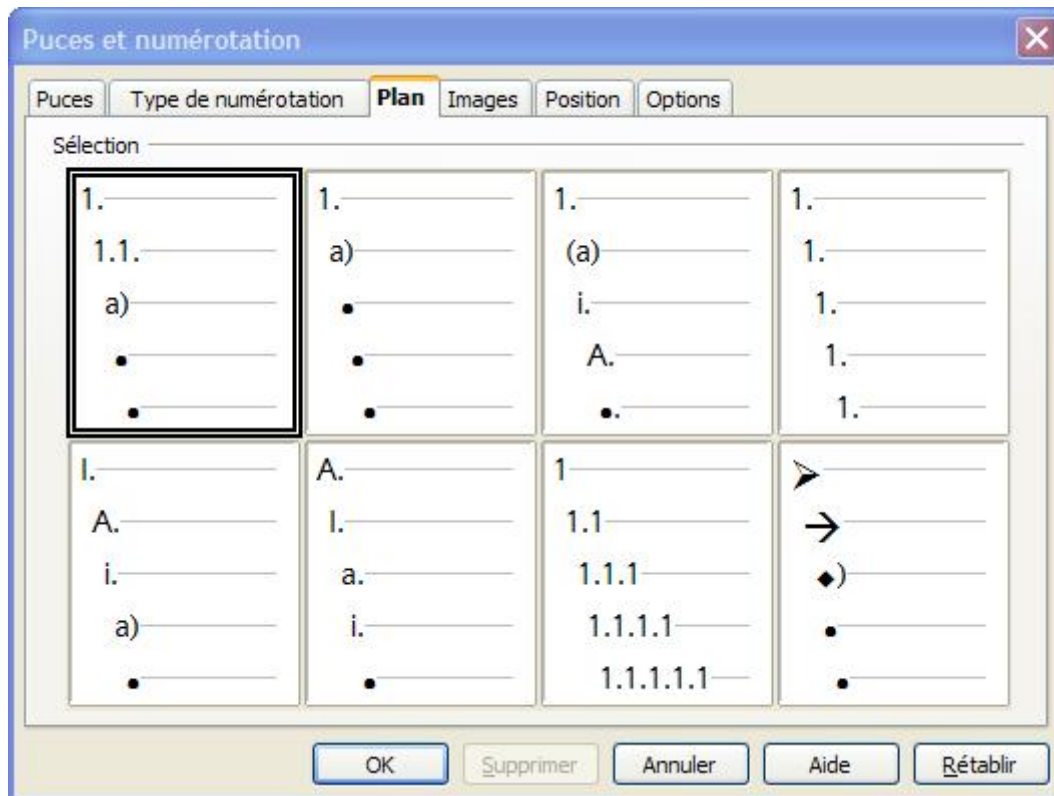 Puces et numérotation
Puces Type de numérotation Plan Images Position Options
Sélection
1.
1.1.
a)
•
•
1.
a)
•
•
•
1.
(a)
i.
A.
•.
1.
1.
1.
1.
1.
I.
A.
i.
a)
•
A.
I.
a.
i.
•
1
1.1
1.1.1
1.1.1.1
1.1.1.1.1
➢
→
◆)
•
•
OK Supprimer Annuler Aide Rétablir